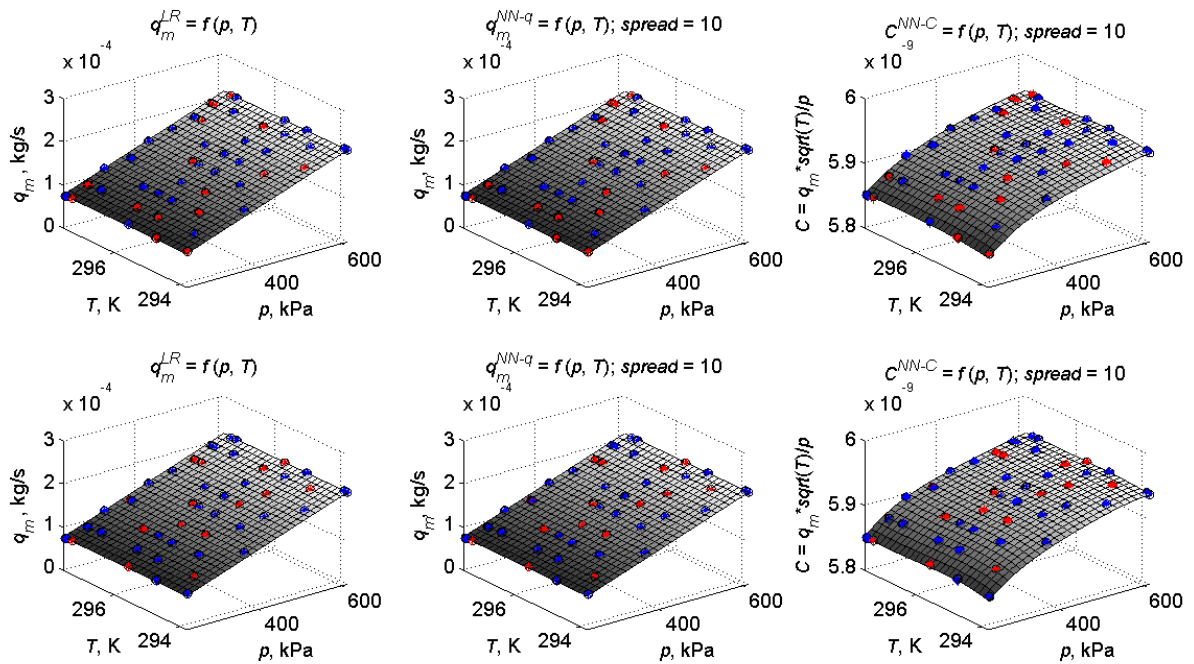 q_m^LR = f (p, T)
x 10^-4
3
2
1
0
q_m, kg/s
296
294
T, K
400
600
p, kPa
q_m^NN-q = f (p, T); spread = 10
x 10^-4
3
2
1
0
q_m, kg/s
296
294
T, K
400
600
p, kPa
C^NN-C = f (p, T); spread = 10
x 10^-9
6
5.9
5.8
C = q_m*sqrt(T)/p
296
294
T, K
400
600
p, kPa
q_m^LR = f (p, T)
x 10^-4
3
2
1
0
q_m, kg/s
296
294
T, K
400
600
p, kPa
q_m^NN-q = f (p, T); spread = 10
x 10^-4
3
2
1
0
q_m, kg/s
296
294
T, K
400
600
p, kPa
C^NN-C = f (p, T); spread = 10
x 10^-9
6
5.9
5.8
C = q_m*sqrt(T)/p
296
294
T, K
400
600
p, kPa